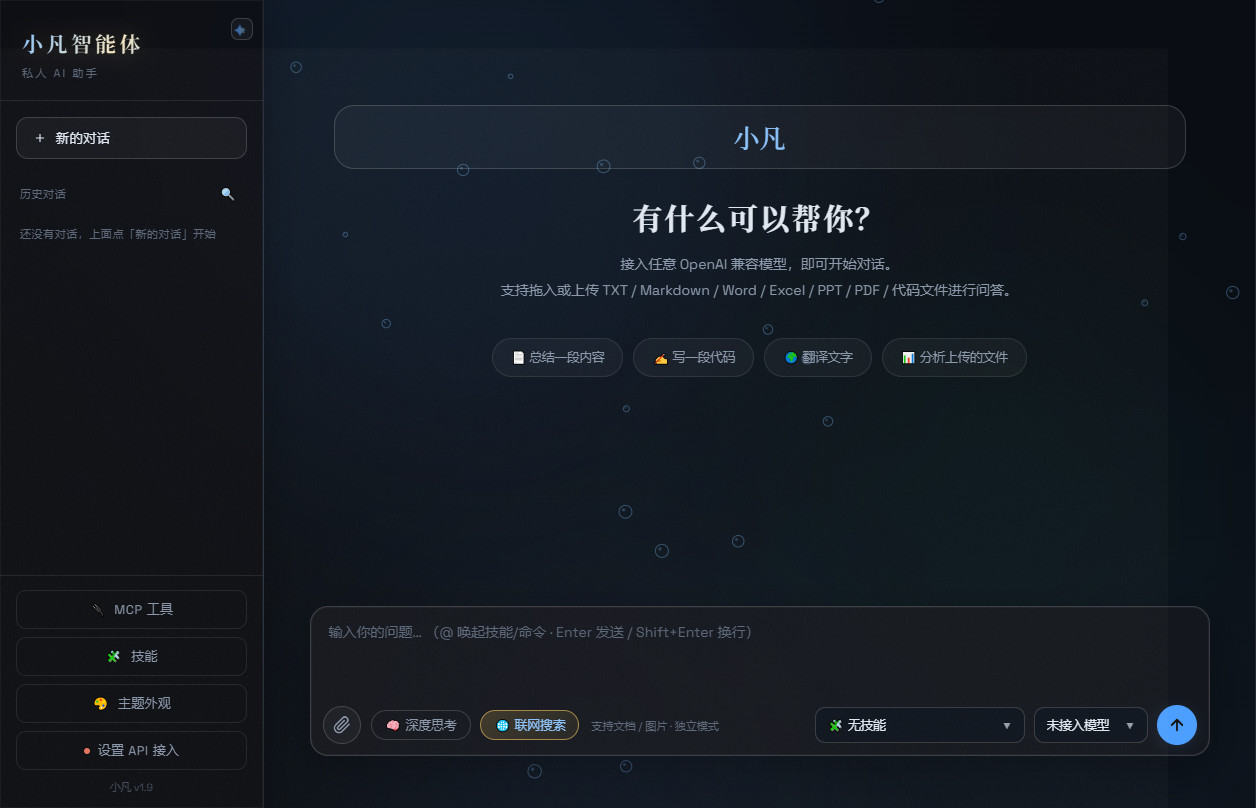 小凡智能体
私人 AI 助手
+ 新的对话
历史对话
还没有对话，上面点「新的对话」开始
MCP 工具
技能
主题外观
设置 API 接入
小凡 v1.9
小凡
有什么可以帮你?
接入任意 OpenAI 兼容模型，即可开始对话。
支持拖入或上传 TXT / Markdown / Word / Excel / PPT / PDF / 代码文件进行问答。
总结一段内容
写一段代码
翻译文字
分析上传的文件
输入你的问题… （@ 唤起技能/命令 · Enter 发送 / Shift+Enter 换行）
深度思考
联网搜索
支持文档 / 图片 · 独立模式
无技能
未接入模型